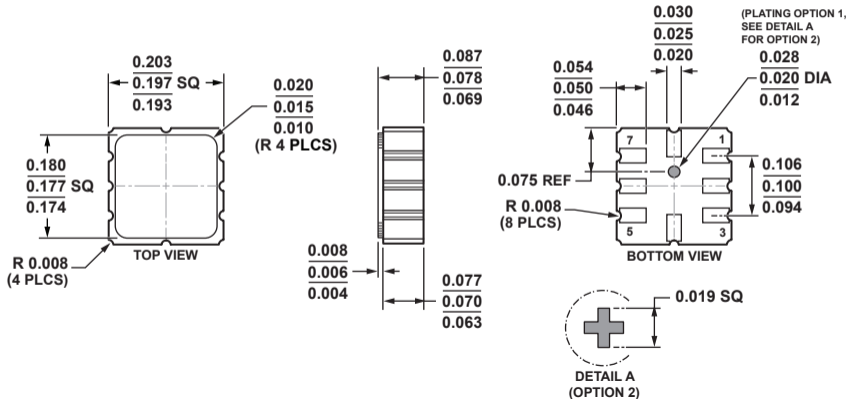 0.203
0.197 SQ
0.193
0.020
0.015
0.010
(R 4 PLCS)
0.180
0.177 SQ
0.174
R 0.008
(4 PLCS)
TOP VIEW
0.087
0.078
0.069
0.008
0.006
0.004
0.077
0.070
0.063
0.030
0.025
0.020
(PLATING OPTION 1,
SEE DETAIL A
FOR OPTION 2)
0.054
0.050
0.046
0.028
0.020 DIA
0.012
7
1
0.075 REF
0.106
0.100
0.094
R 0.008
(8 PLCS)
5
3
BOTTOM VIEW
0.019 SQ
DETAIL A
(OPTION 2)